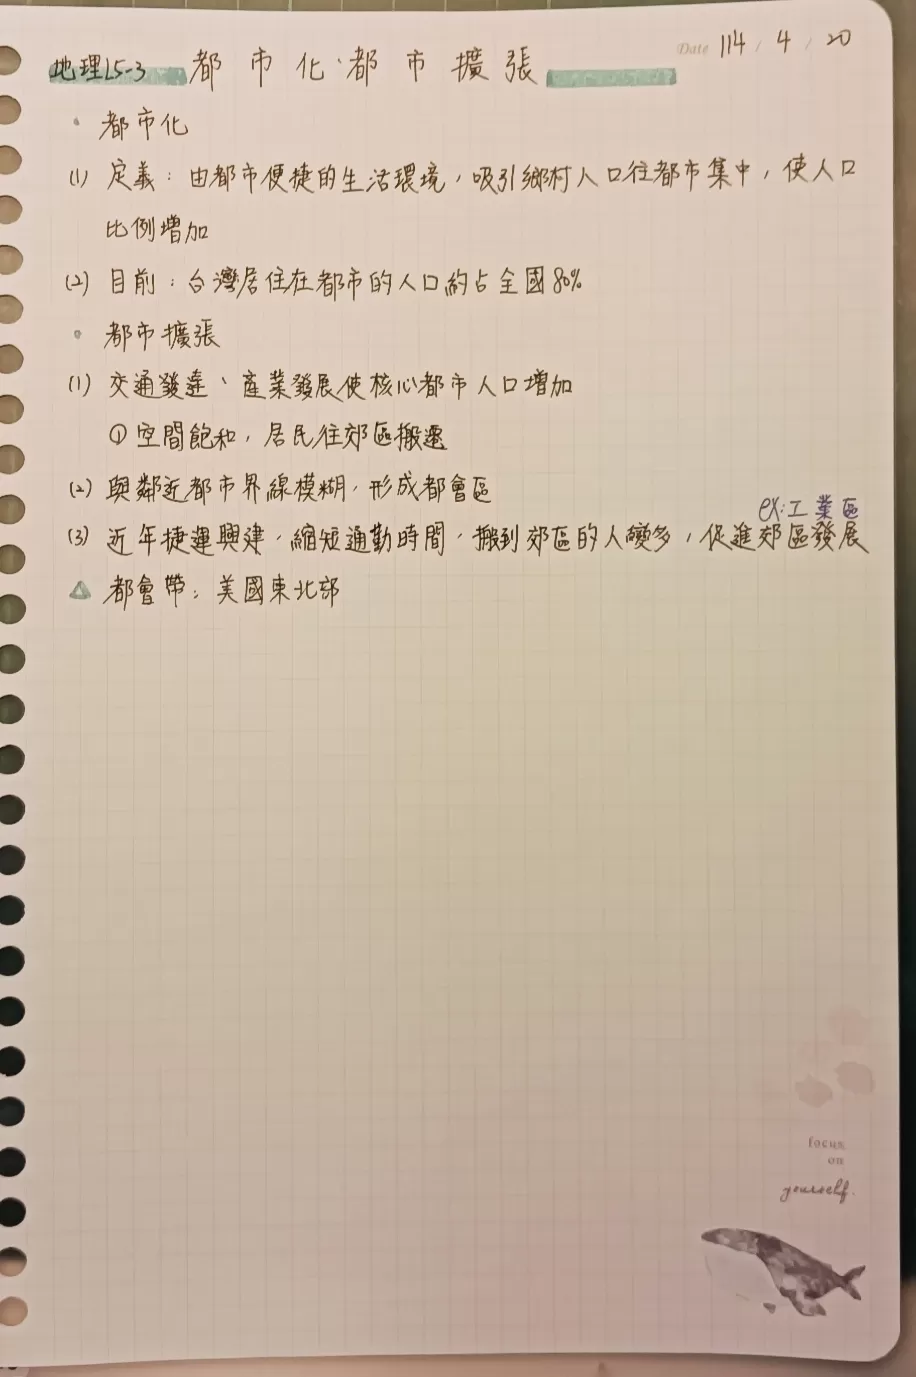 Date 114 / 4 / 20
地理L5-3 都市化、都市擴張
• 都市化
(1) 定義：由都市便捷的生活環境，吸引鄉村人口往都市集中，使人口
比例增加
(2) 目前：台灣居住在都市的人口約占全國80%
• 都市擴張
(1) 交通發達、產業發展使核心都市人口增加
① 空間飽和，居民往郊區搬遷
(2) 與鄰近都市界線模糊，形成都會區
ex:工業區
(3) 近年捷運興建，縮短通勤時間，搬到郊區的人變多，促進郊區發展
△ 都會帶：美國東北部
focus
on
yourself.